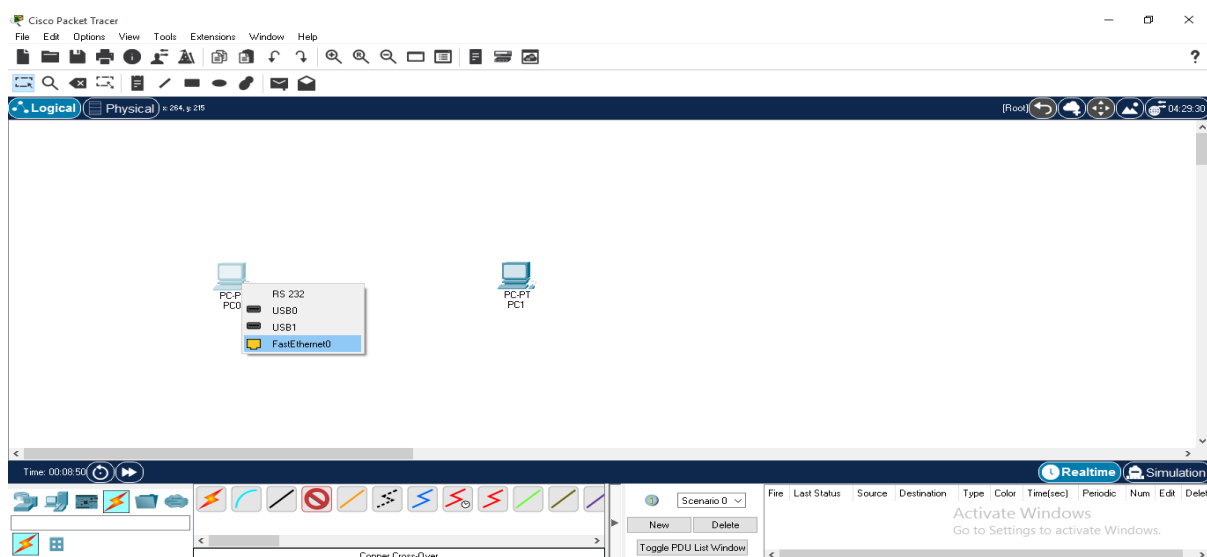 Cisco Packet Tracer
File Edit Options View Tools Extensions Window Help
?
Logical Physical x: 264, y: 215 [Root] 04:29:30
PC-P
PC0
RS 232
USB0
USB1
FastEthernet0
PC-PT
PC1
Time: 00:08:50 Realtime Simulation
Scenario 0
New Delete
Toggle PDU List Window
Fire Last Status Source Destination Type Color Time(sec) Periodic Num Edit Delet
Activate Windows
Go to Settings to activate Windows.
Copper Cross-Over